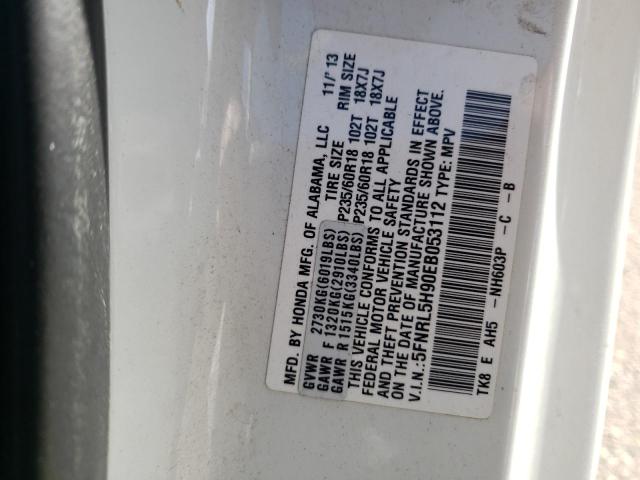 MFD. BY HONDA MFG. OF ALABAMA, LLC 11/'13
TIRE SIZE RIM SIZE
GVWR 2730KG(6019LBS)
GAWR F 1320KG(2910LBS) P235/60R18 102T 18X7J
GAWR R 1515KG(3340LBS) P235/60R18 102T 18X7J
THIS VEHICLE CONFORMS TO ALL APPLICABLE
FEDERAL MOTOR VEHICLE SAFETY
AND THEFT PREVENTION STANDARDS IN EFFECT
ON THE DATE OF MANUFACTURE SHOWN ABOVE.
V.I.N.:5FNRL5H90EB053112 TYPE: MPV
TK8 E AH5 -NH603P -C -B